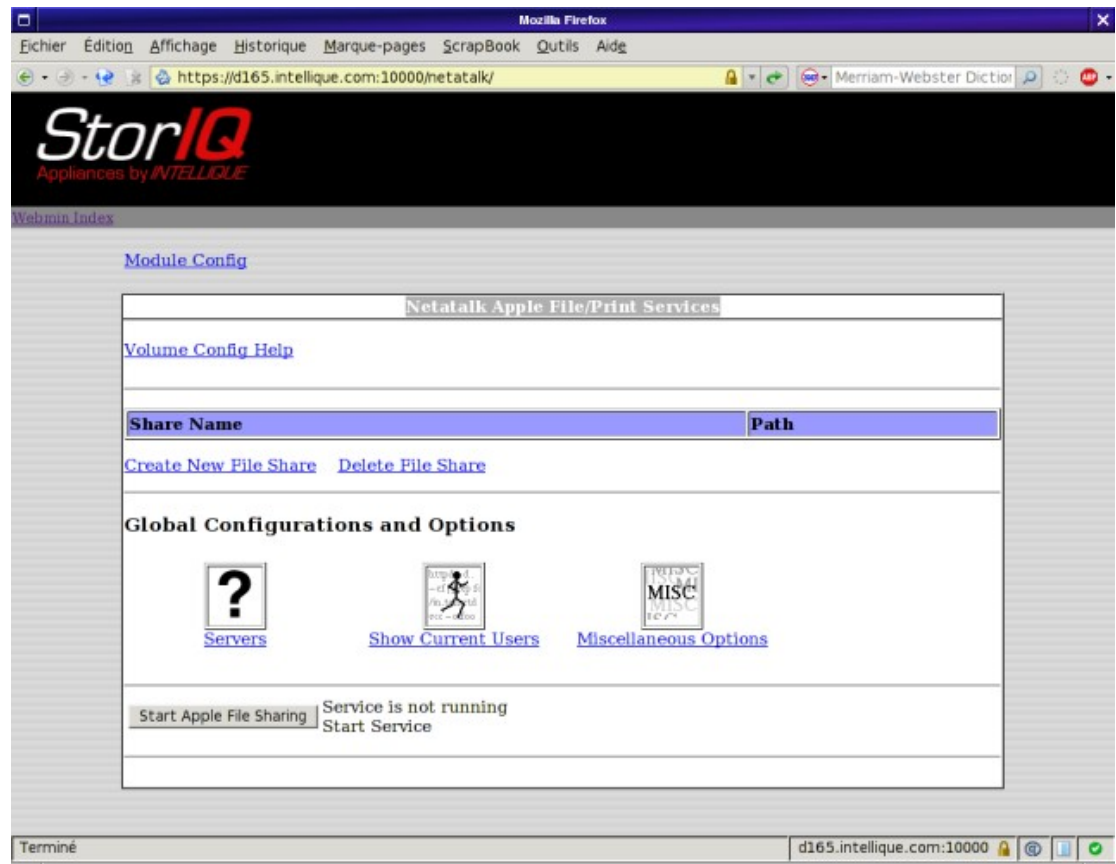 Mozilla Firefox
Fichier Édition Affichage Historique Marque-pages ScrapBook Outils Aide
https://d165.intellique.com:10000/netatalk/ Merriam-Webster Dictior
StorIQ
Appliances by INTELLIQUE
Webmin Index
Module Config
Netatalk Apple File/Print Services
Volume Config Help
Share Name Path
Create New File Share Delete File Share
Global Configurations and Options
?
MISC
Servers Show Current Users Miscellaneous Options
Start Apple File Sharing Service is not running
Start Service
Terminé d165.intellique.com:10000